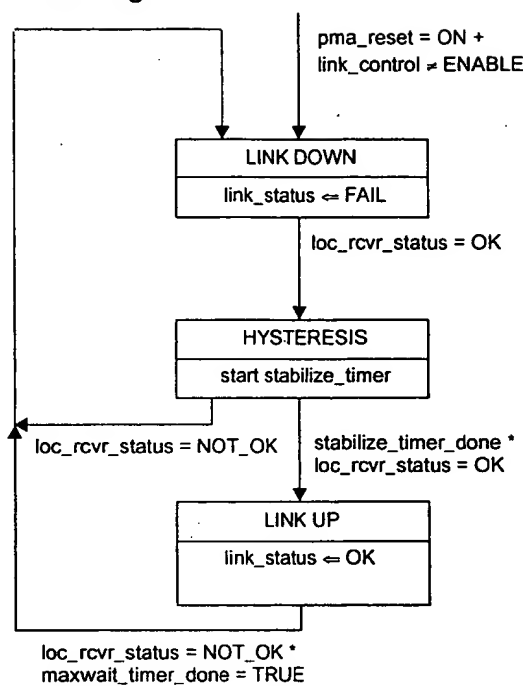 pma_reset = ON +
link_control ≠ ENABLE
LINK DOWN
link_status ⇐ FAIL
loc_rcvr_status = OK
HYSTERESIS
start stabilize_timer
loc_rcvr_status = NOT_OK
stabilize_timer_done *
loc_rcvr_status = OK
LINK UP
link_status ⇐ OK
loc_rcvr_status = NOT_OK *
maxwait_timer_done = TRUE